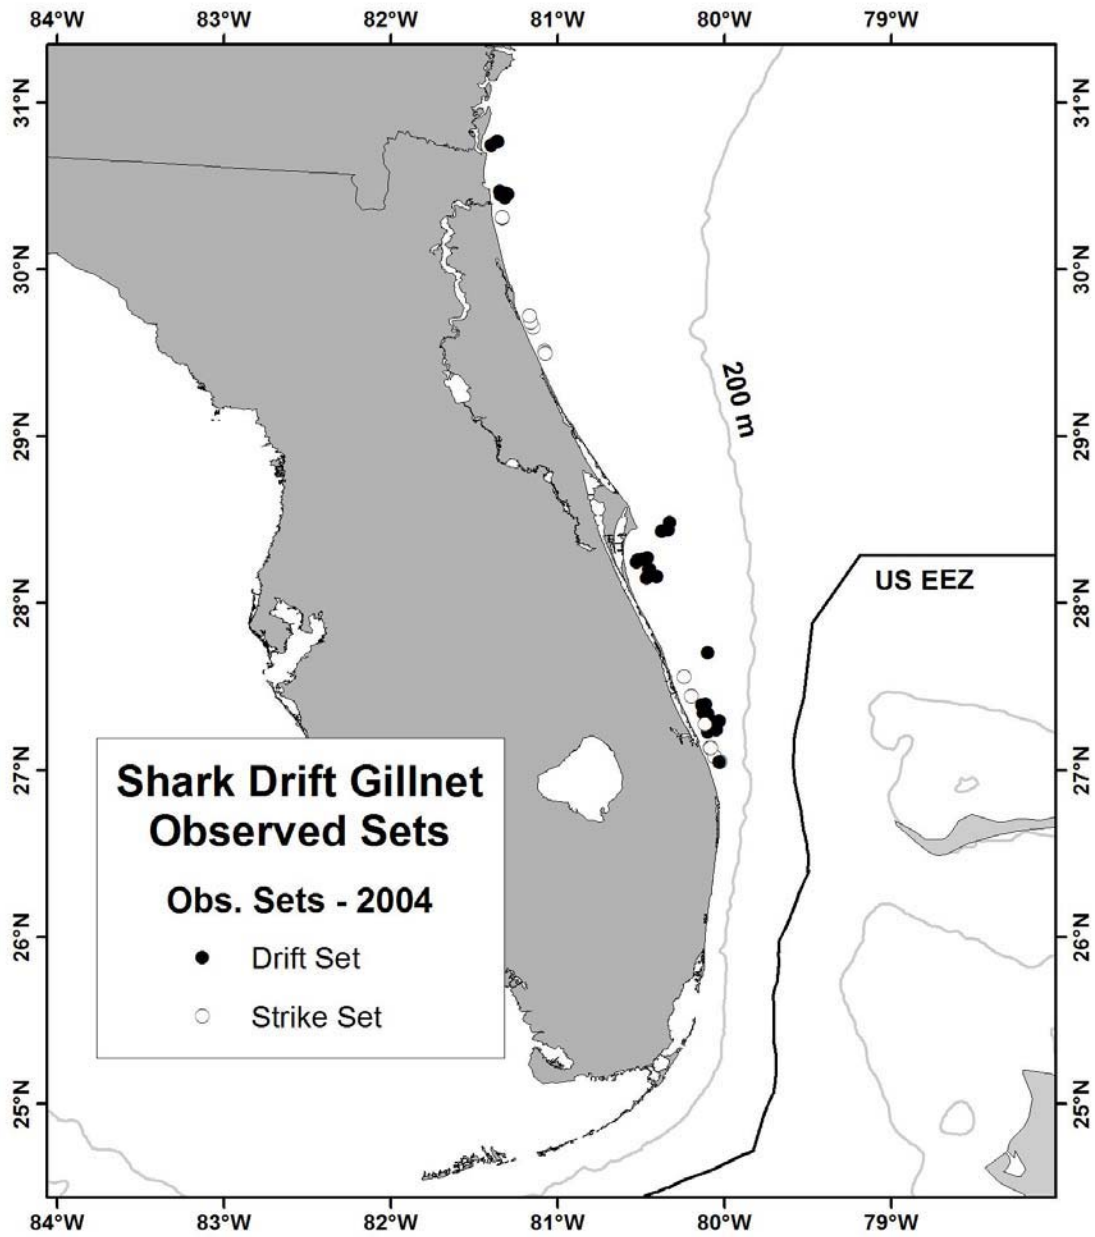 84°W 83°W 82°W 81°W 80°W 79°W
31°N 31°N
30°N 30°N
200 m
29°N 29°N
US EEZ
28°N 28°N
27°N 27°N
Shark Drift Gillnet
Observed Sets
Obs. Sets - 2004
26°N 26°N
Drift Set
Strike Set
25°N 25°N
84°W 83°W 82°W 81°W 80°W 79°W